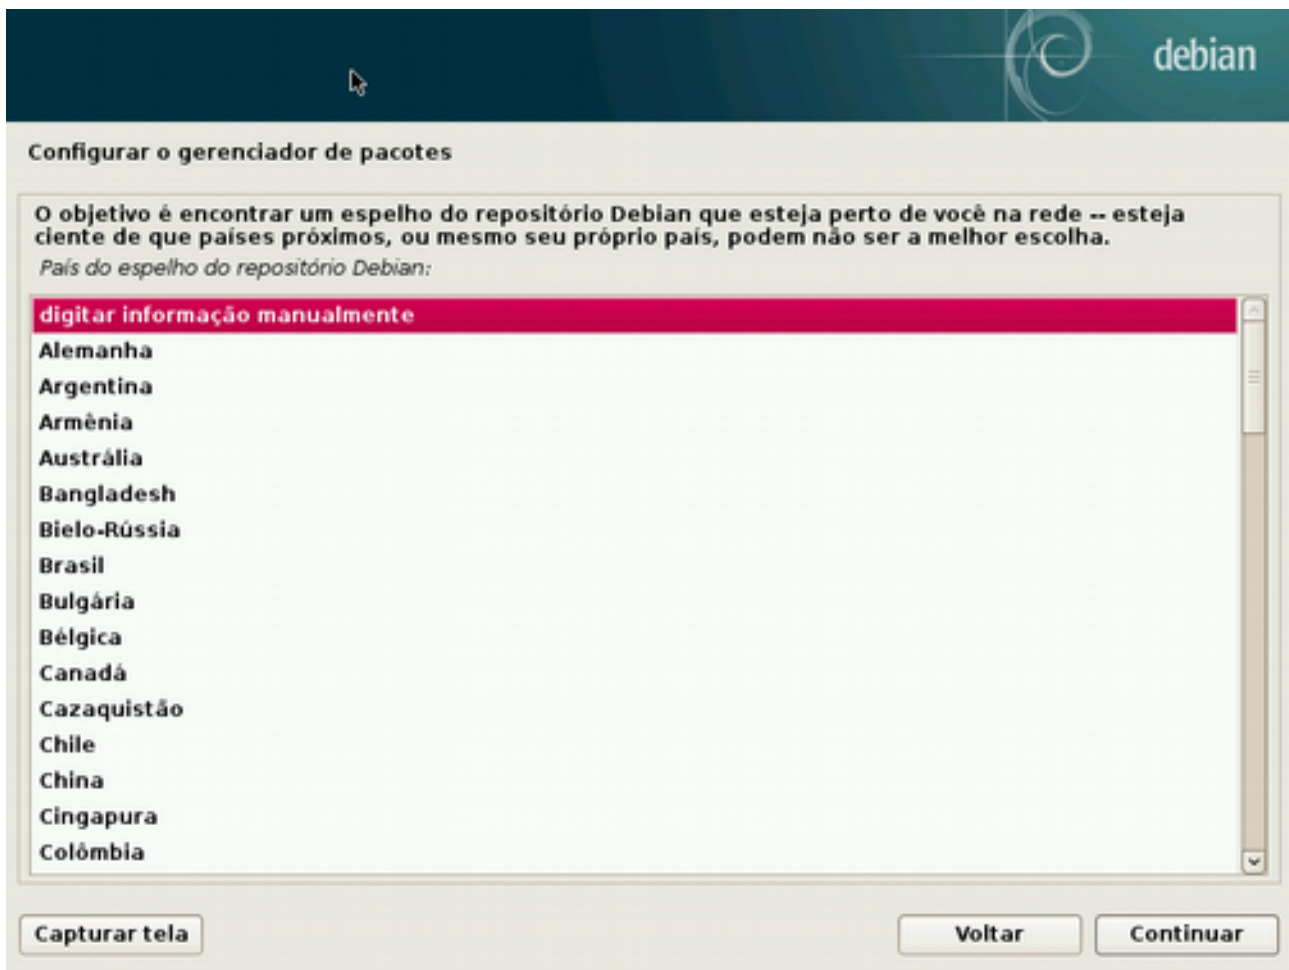 debian
Configurar o gerenciador de pacotes
O objetivo é encontrar um espelho do repositório Debian que esteja perto de você na rede -- esteja
ciente de que países próximos, ou mesmo seu próprio país, podem não ser a melhor escolha.
País do espelho do repositório Debian:
digitar informação manualmente
Alemanha
Argentina
Armênia
Austrália
Bangladesh
Bielo-Rússia
Brasil
Bulgária
Bélgica
Canadá
Cazaquistão
Chile
China
Cingapura
Colômbia
Capturar tela
Voltar
Continuar